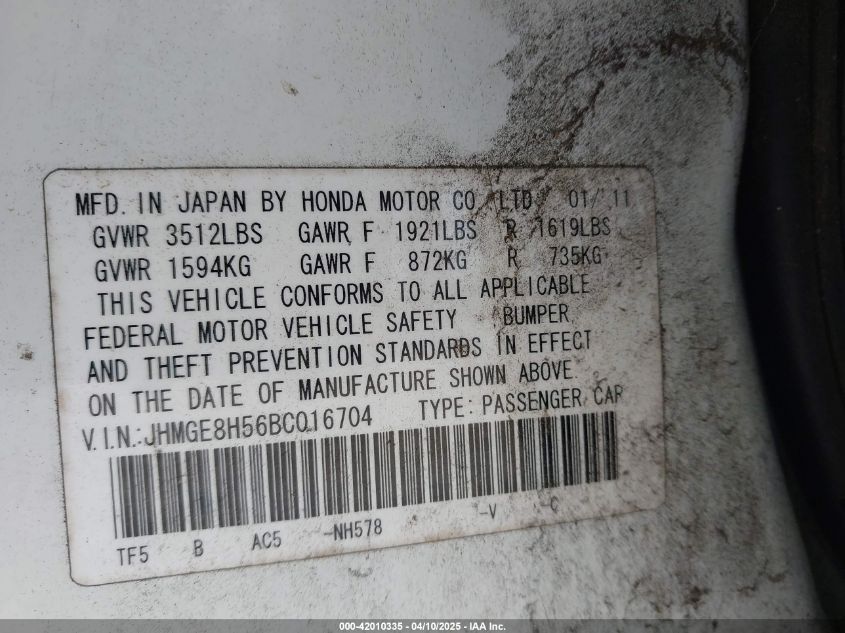 MFD. IN JAPAN BY HONDA MOTOR CO. LTD. 01/'11
GVWR 3512LBS GAWR F 1921LBS R 1619LBS
GVWR 1594KG GAWR F 872KG R 735KG
THIS VEHICLE CONFORMS TO ALL APPLICABLE
FEDERAL MOTOR VEHICLE SAFETY BUMPER
AND THEFT PREVENTION STANDARDS IN EFFECT
ON THE DATE OF MANUFACTURE SHOWN ABOVE
V.I.N.:JHMGE8H56BC016704 TYPE: PASSENGER CAR
TF5 B AC5 -NH578 -V -C
000-42010335 - 04/10/2025 - IAA Inc.